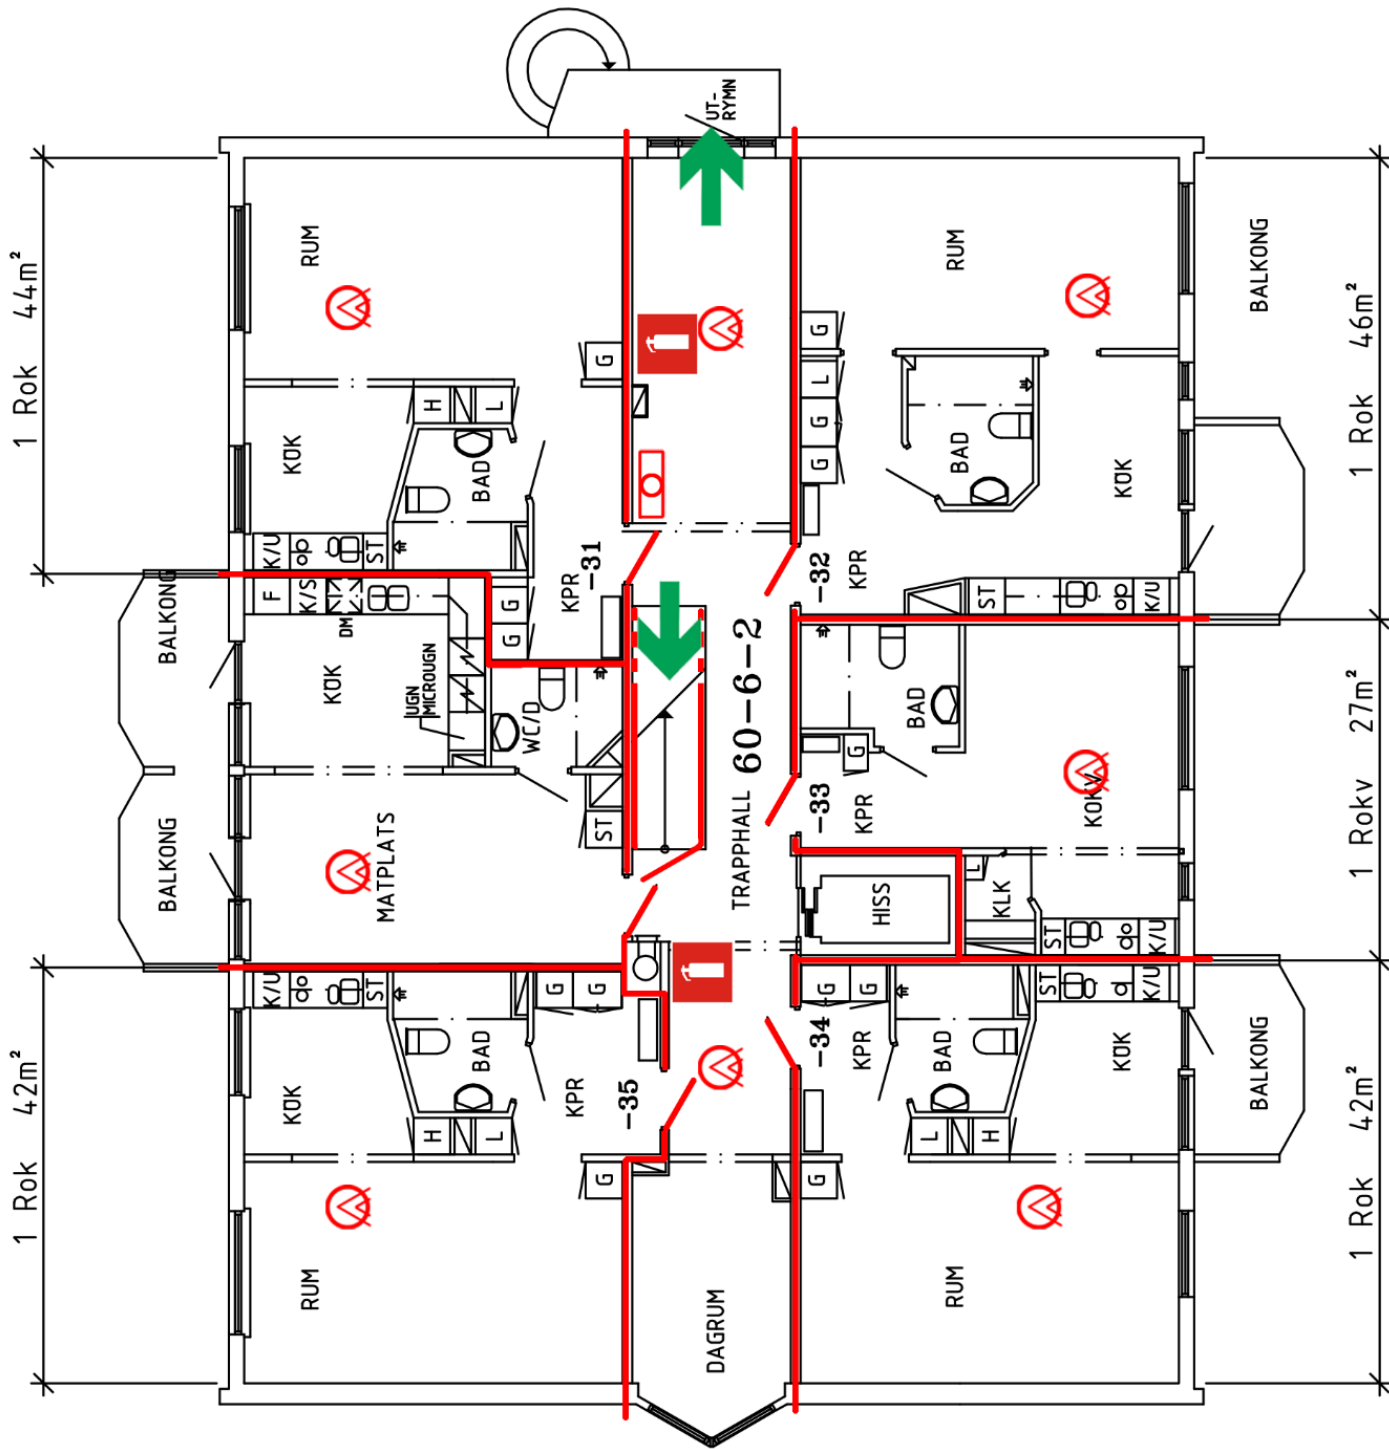 UT-
RYMN
1 Rok 44m²
RUM
RUM
BALKONG
1 Rok 46m²
G
G
L
G
G
H
L
KÖK
BAD
BAD
KÖK
K/U
ST
-31
KPR
-32
KPR
ST
K/U
BALKONG
F
K/S
DM
G
G
KÖK
UGN
MICROUGN
WC/D
60-6-2
TRAPPHALL
BAD
G
-33
KPR
KOKV
1 Rokv 27m²
BALKONG
MATPLATS
ST
HISS
L
KLK
ST
K/U
K/U
ST
G
G
G
G
ST
K/U
1 Rok 42m²
KÖK
BAD
KPR
-35
-34
KPR
BAD
KÖK
BALKONG
H
L
G
G
L
H
RUM
DAGRUM
RUM
1 Rok 42m²